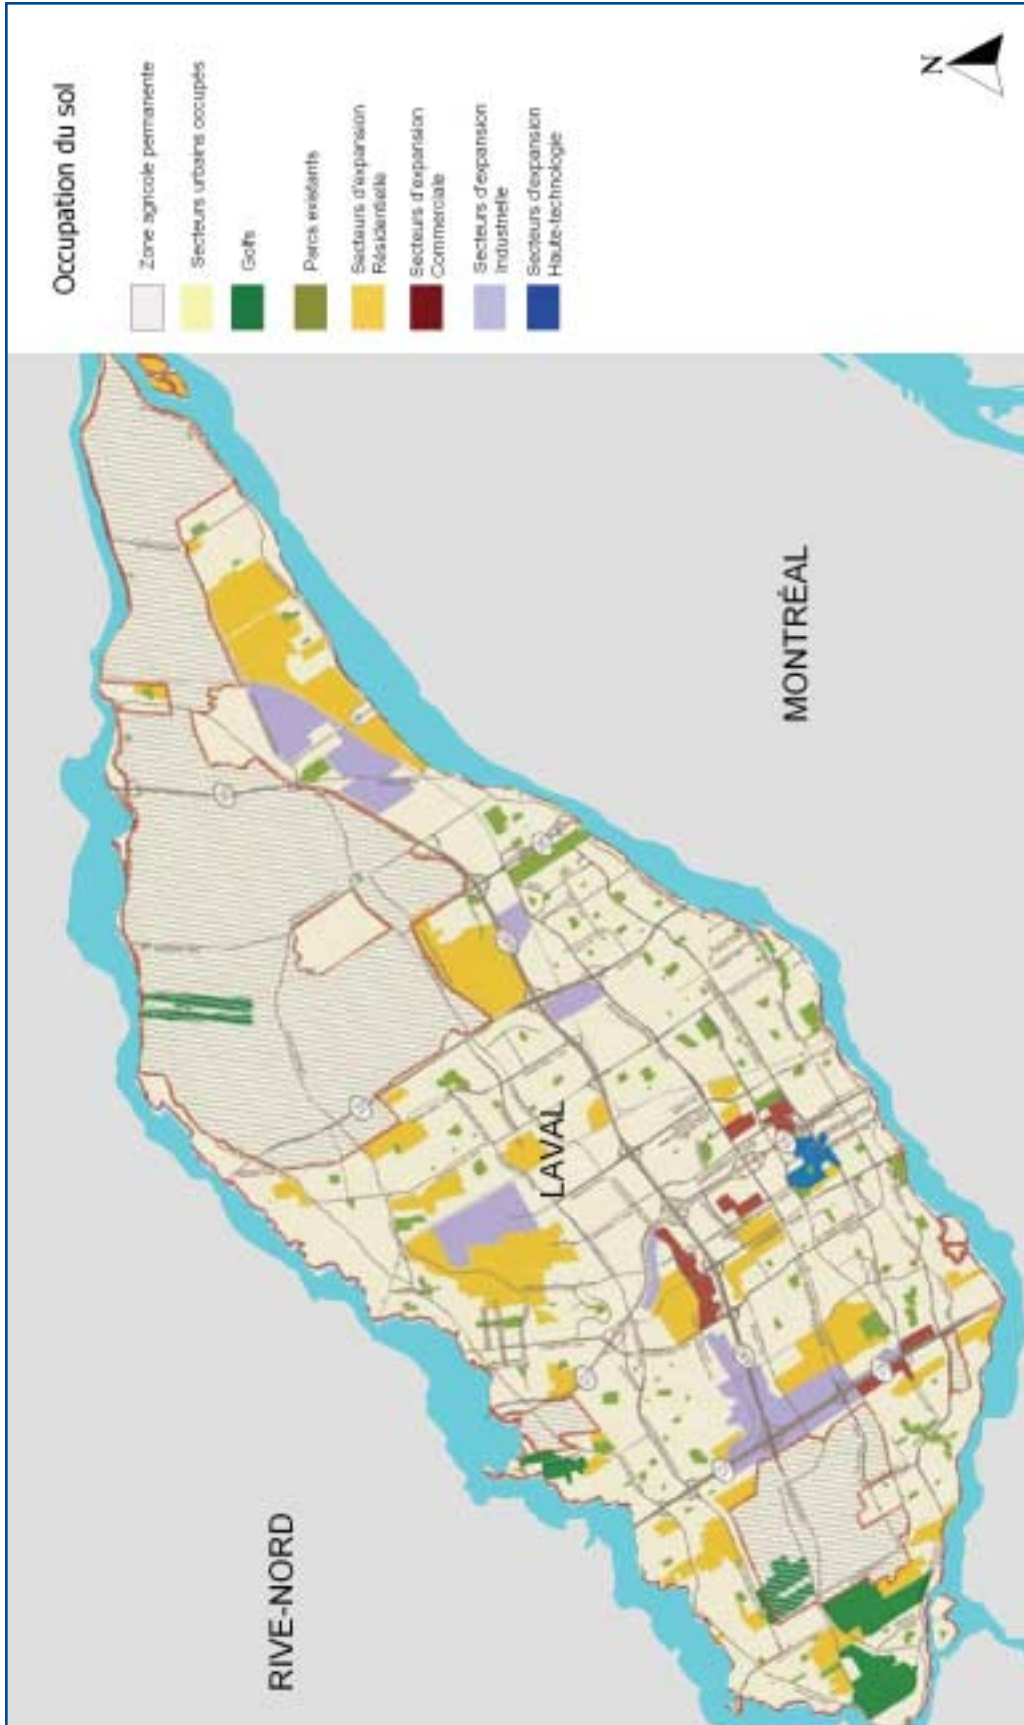 Occupation du sol
Zone agricole permanente
Secteurs urbains occupés
Golfs
Parcs existants
Secteurs d'expansion
Résidentielle
Secteurs d'expansion
Commerciale
Secteurs d'expansion
Industrielle
Secteurs d'expansion
Haute-technologie
N
RIVE-NORD
LAVAL
MONTRÉAL